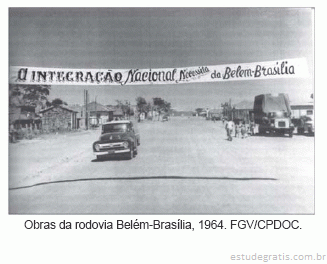 A INTEGRAÇÃO Nacional Necessita da Belem-Brasilia
Obras da rodovia Belém-Brasília, 1964. FGV/CPDOC.
estudegratis.com.br